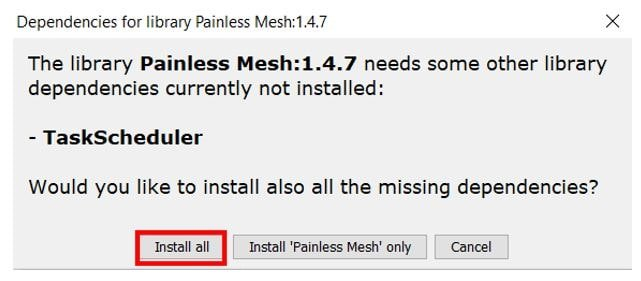 Dependencies for library Painless Mesh:1.4.7
The library Painless Mesh:1.4.7 needs some other library
dependencies currently not installed:
- TaskScheduler
Would you like to install also all the missing dependencies?
Install all Install 'Painless Mesh' only Cancel